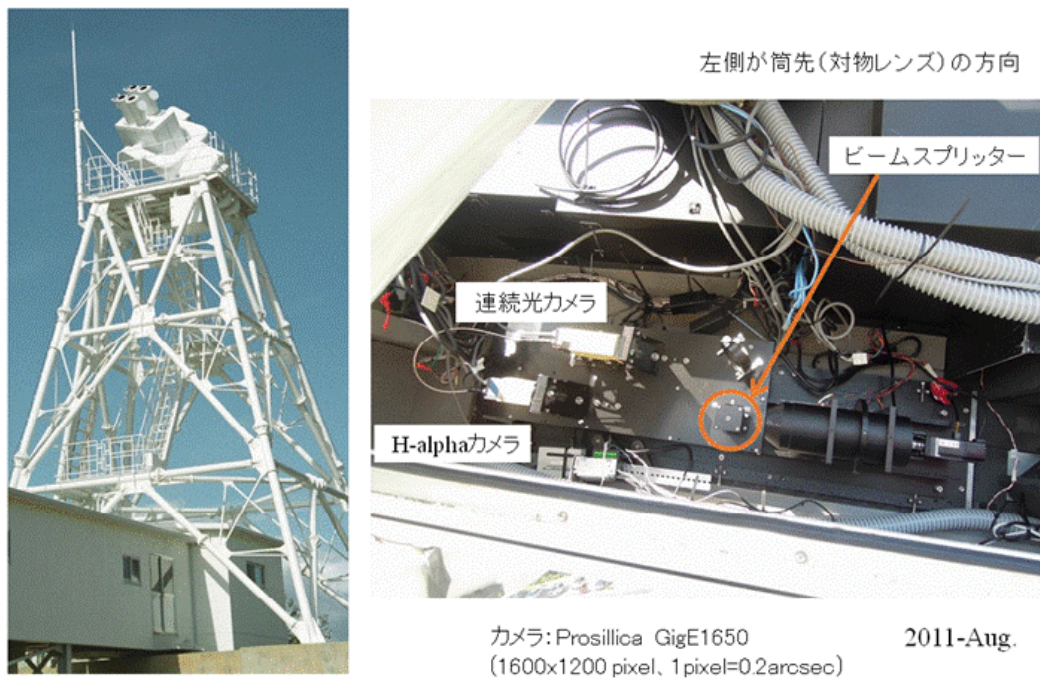 左側が筒先(対物レンズ)の方向
ビームスプリッター
連続光カメラ
H-alphaカメラ
カメラ:Prosillica GigE1650
2011-Aug.
(1600x1200 pixel、1pixel=0.2arcsec)